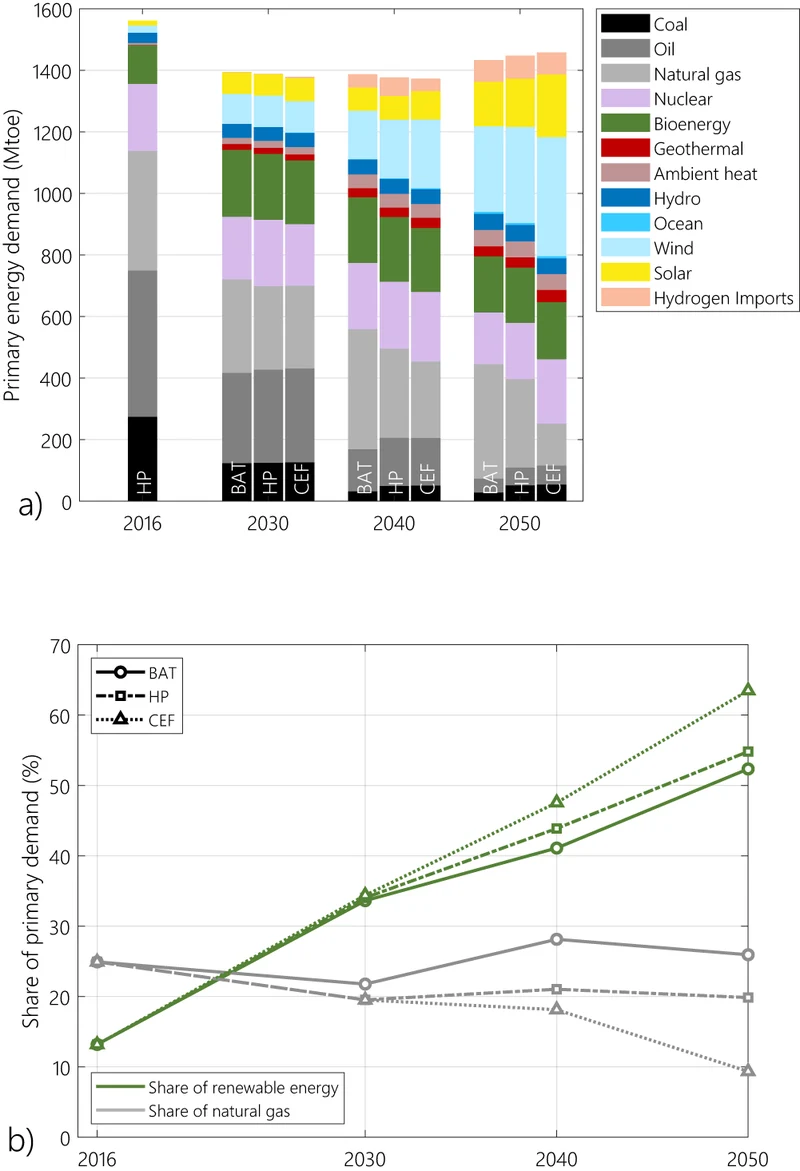 1600
1400
1200
1000
800
600
400
200
0
Primary energy demand (Mtoe)
HP
BAT
HP
CEF
BAT
HP
CEF
BAT
HP
CEF
2016
2030
2040
2050
a)
Coal
Oil
Natural gas
Nuclear
Bioenergy
Geothermal
Ambient heat
Hydro
Ocean
Wind
Solar
Hydrogen Imports
70
60
50
40
30
20
10
0
Share of primary demand (%)
BAT
HP
CEF
Share of renewable energy
Share of natural gas
b)
2016
2030
2040
2050